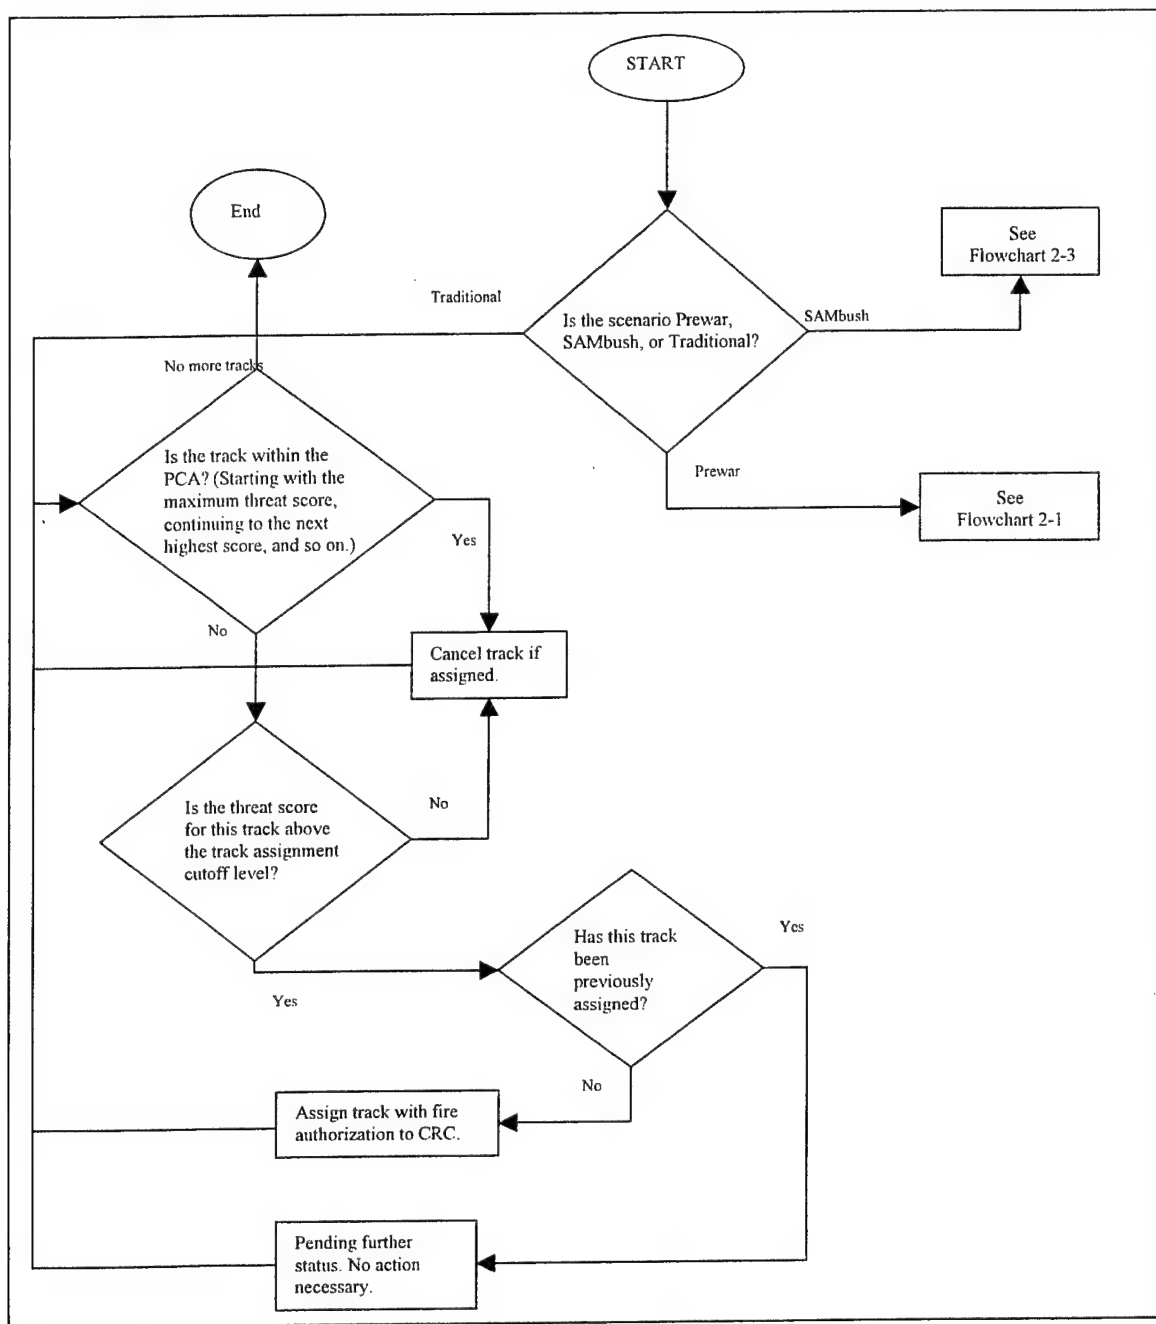 START
End
See
Flowchart 2-3
Traditional
Is the scenario Prewar,
SAMbush, or Traditional?
SAMbush
No more tracks
Is the track within the
PCA? (Starting with the
maximum threat score,
continuing to the next
highest score, and so on.)
Prewar
See
Flowchart 2-1
Yes
No
Cancel track if
assigned.
Is the threat score
for this track above
the track assignment
cutoff level?
No
Yes
Has this track
been
previously
assigned?
Yes
No
Assign track with fire
authorization to CRC.
Pending further
status. No action
necessary.